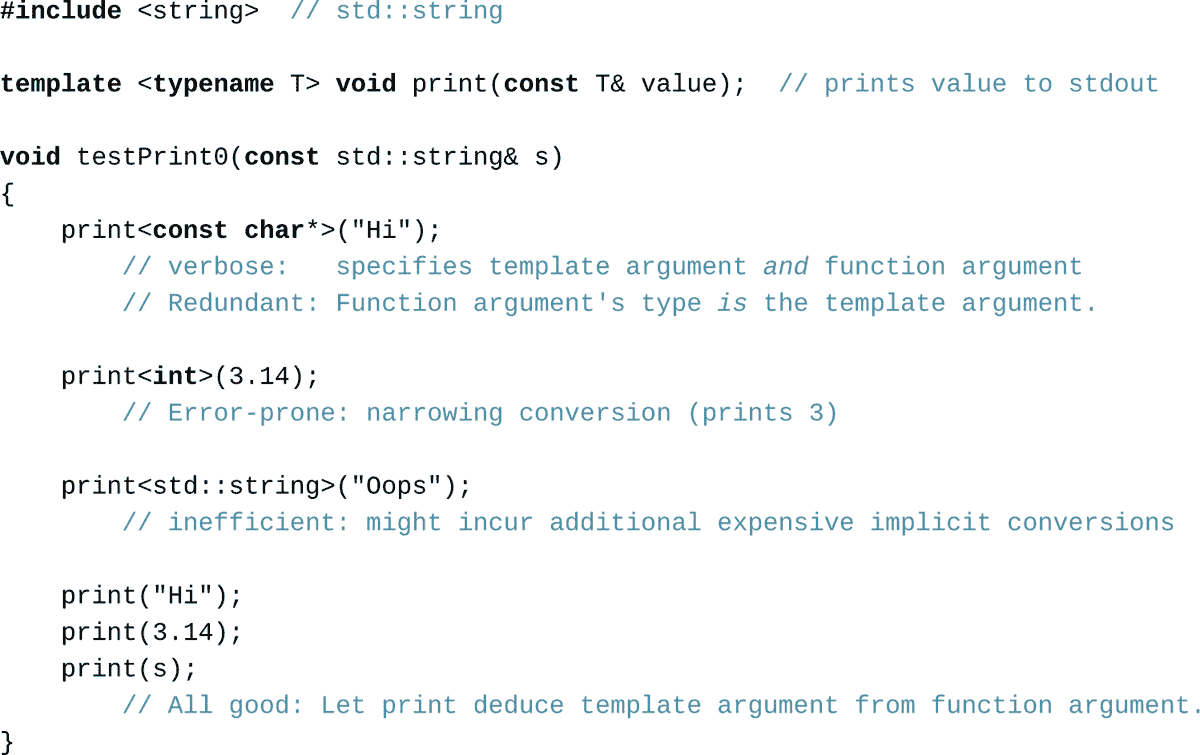 #include <string>  // std::string
template <typename T> void print(const T& value);  // prints value to stdout
void testPrint0(const std::string& s)
{
    print<const char*>("Hi");
        // verbose:   specifies template argument and function argument
        // Redundant: Function argument's type is the template argument.
    print<int>(3.14);
        // Error-prone: narrowing conversion (prints 3)
    print<std::string>("Oops");
        // inefficient: might incur additional expensive implicit conversions
    print("Hi");
    print(3.14);
    print(s);
        // All good: Let print deduce template argument from function argument.
}